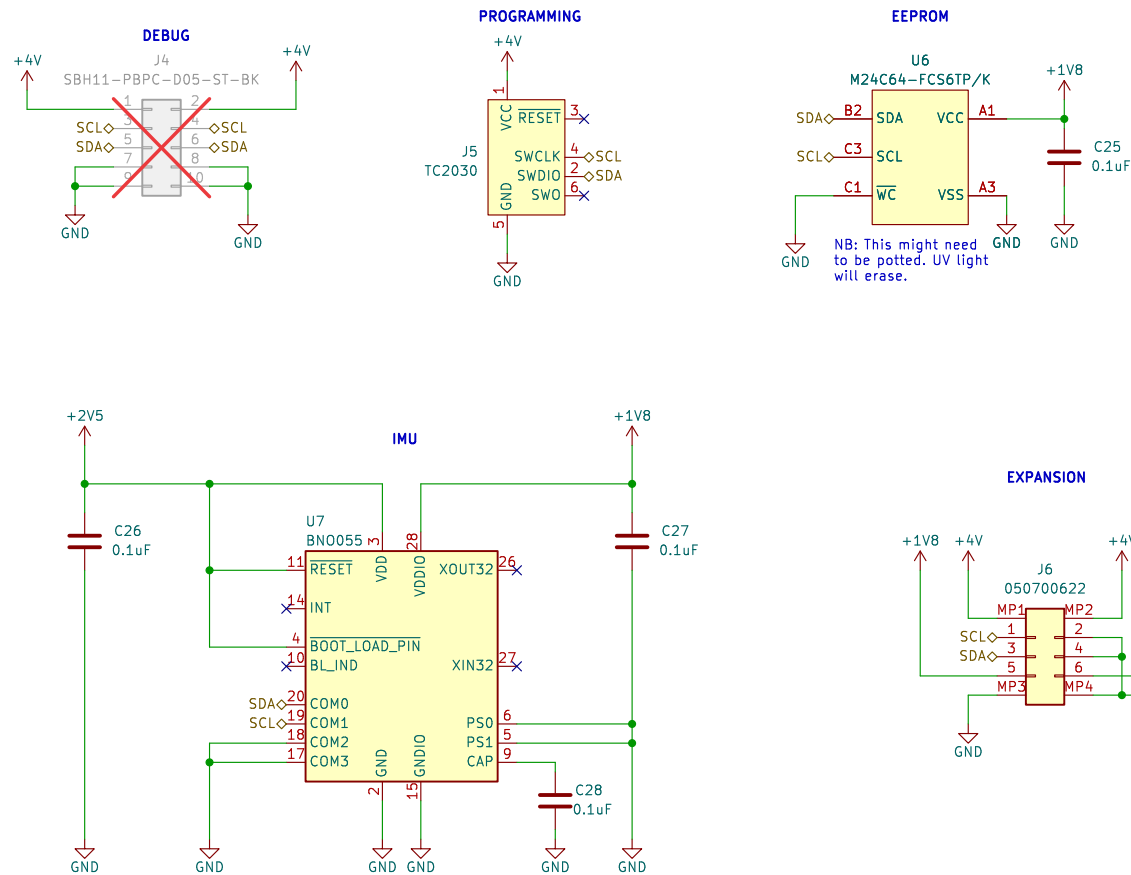 DEBUG
+4V
+4V
J4
SBH11-PBPC-D05-ST-BK
1 2
3 4
SCL SCL
5 6
SDA SDA
7 8
9 10
GND
GND
PROGRAMMING
+4V
1
VCC
RESET 3
J5
TC2030
SWCLK 4 SCL
SWDIO 2 SDA
SWO 6
GND
5
GND
EEPROM
U6
M24C64-FCS6TP/K
+1V8
SDA B2 SDA VCC A1
SCL C3 SCL
C1 WC VSS A3
C25
0.1uF
GND
GND
GND
NB: This might need
to be potted. UV light
will erase.
IMU
+2V5
+1V8
C26
0.1uF
C27
0.1uF
U7
BNO055
3
VDD
28
VDDIO
11 RESET
XOUT32 26
14 INT
4 BOOT_LOAD_PIN
10 BL_IND
XIN32 27
SDA 20 COM0
SCL 19 COM1
PS0 6
18 COM2
PS1 5
17 COM3
CAP 9
GND
2
GNDIO
15
C28
0.1uF
GND
GND
GND
GND
GND
GND
EXPANSION
+1V8
+4V
+4V
J6
050700622
MP1 MP2
SCL 1 2
SDA 3 4
5 6
MP3 MP4
GND